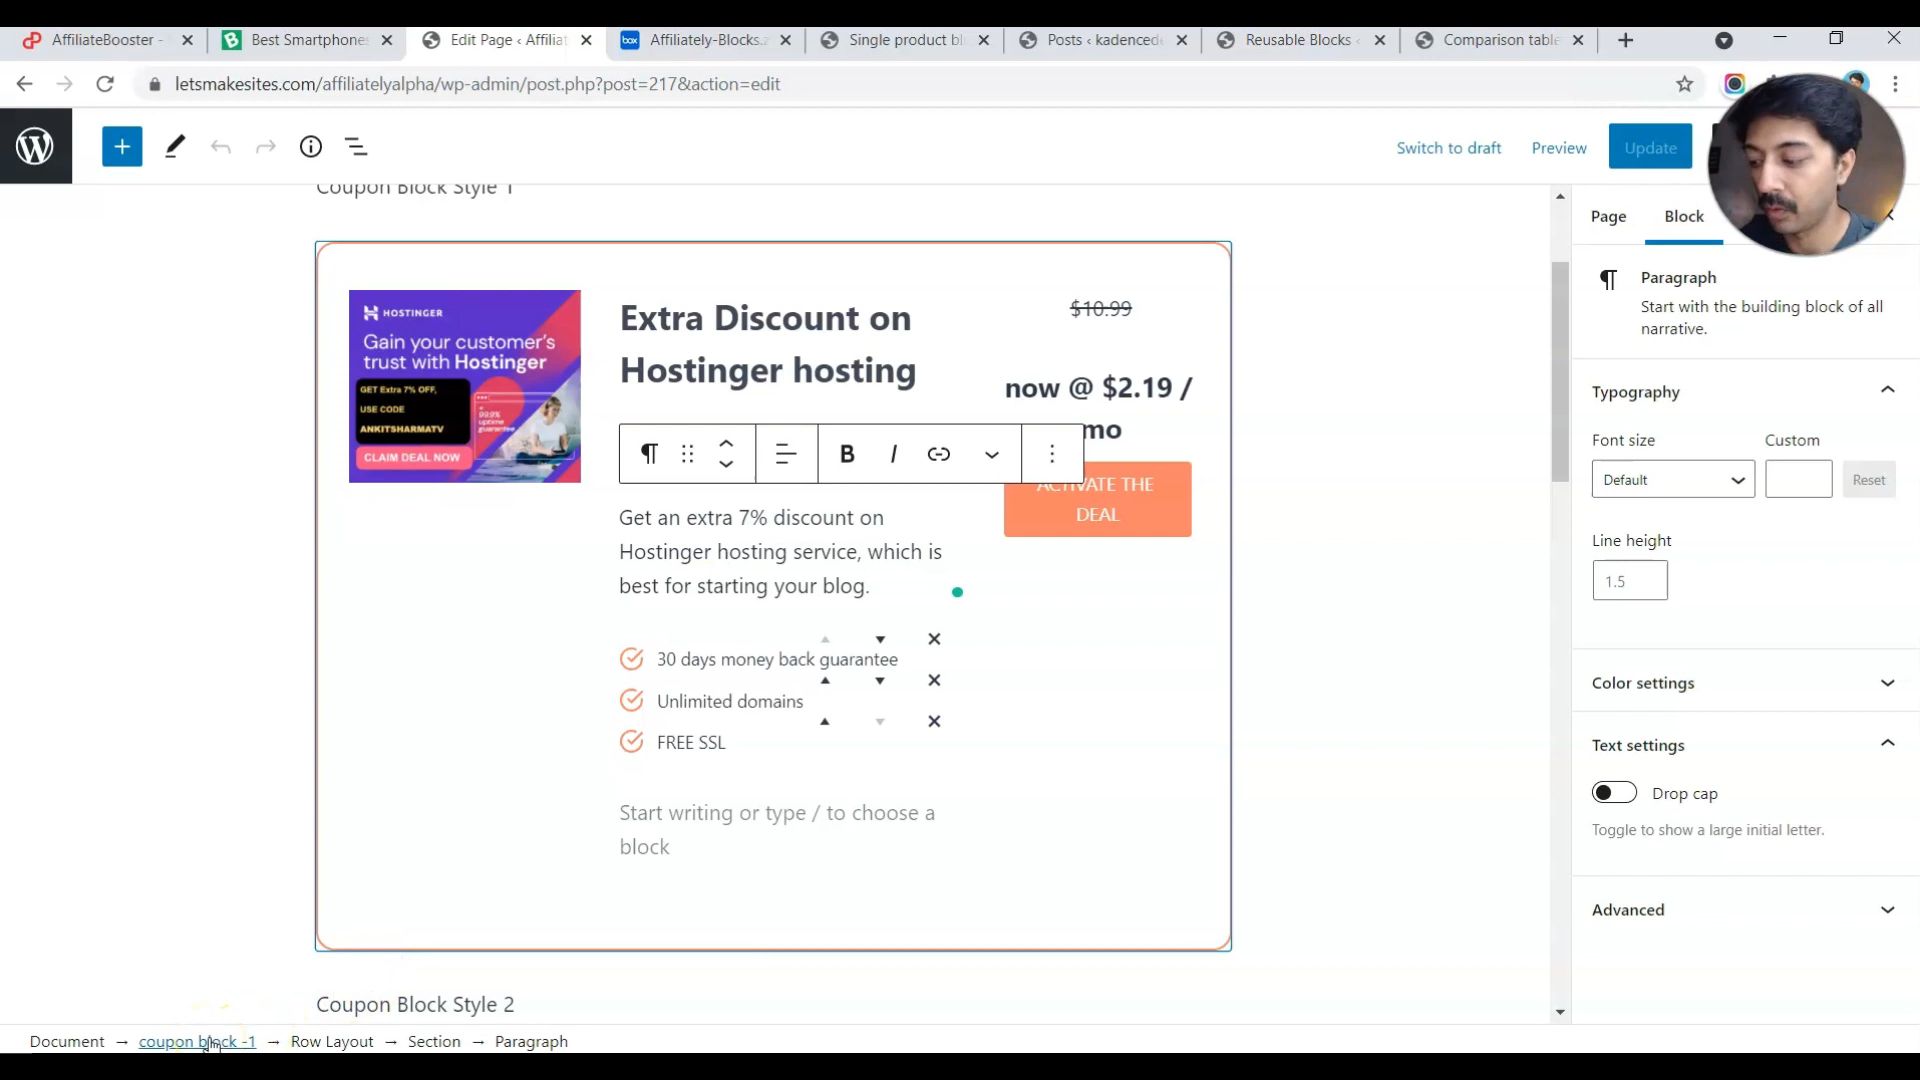 AffiliateBooster -
Best Smartphone
Edit Page ‹ Affiliat
box
Affiliately-Blocks.z
Single product bl
Posts ‹ kadencede
Reusable Blocks ‹
Comparison table
letsmakesites.com/affiliatelyalpha/wp-admin/post.php?post=217&action=edit
Switch to draft
Preview
Update
Coupon Block Style 1
Page
Block
Paragraph
Start with the building block of all
narrative.
HOSTINGER
Gain your customer's
trust with Hostinger
GET Extra 7% OFF,
USE CODE
ANKITSHARMATV
99.9%
uptime
guarantee
CLAIM DEAL NOW
Extra Discount on
Hostinger hosting
$10.99
now @ $2.19 /
mo
ACTIVATE THE
DEAL
B I
Get an extra 7% discount on
Hostinger hosting service, which is
best for starting your blog.
30 days money back guarantee
Unlimited domains
FREE SSL
Start writing or type / to choose a
block
Typography
Font size
Custom
Default
Reset
Line height
1.5
Color settings
Text settings
Drop cap
Toggle to show a large initial letter.
Advanced
Coupon Block Style 2
Document → coupon block -1 → Row Layout → Section → Paragraph